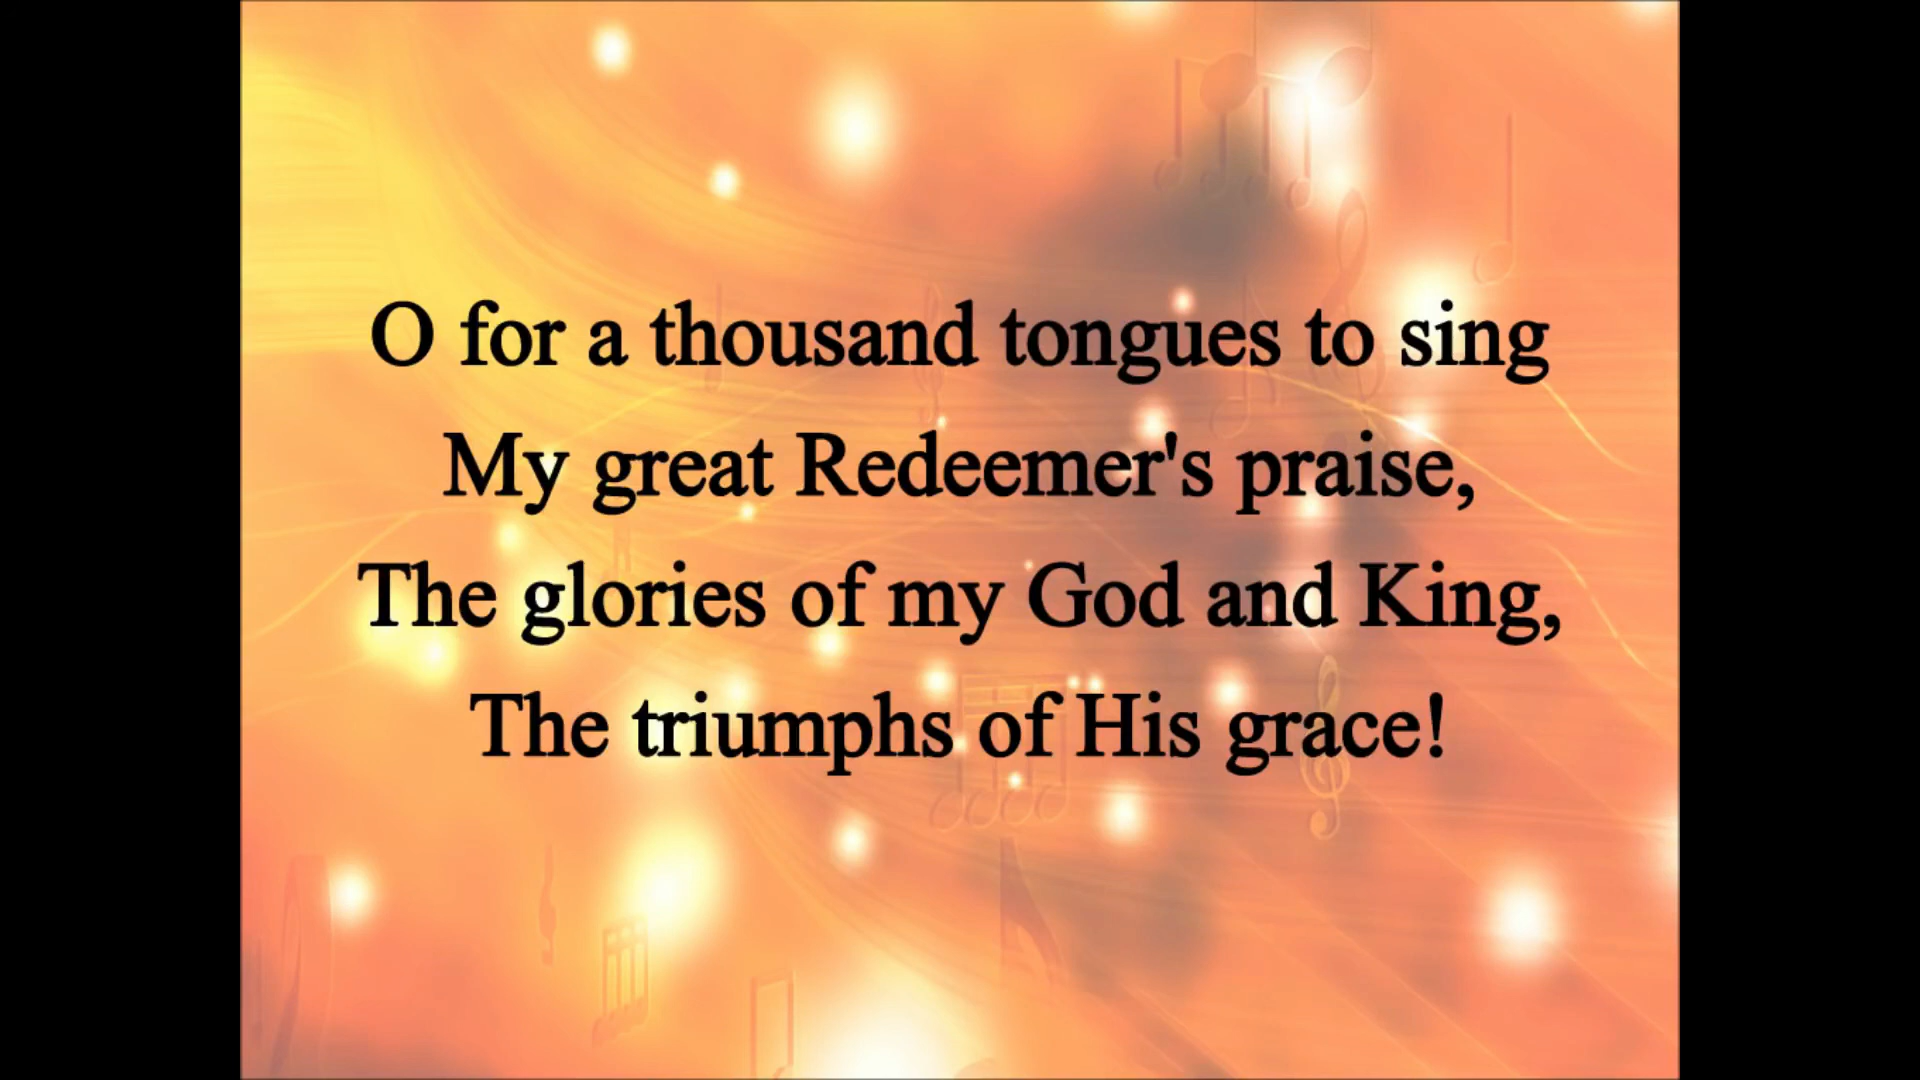 O for a thousand tongues to sing
My great Redeemer's praise,
The glories of my God and King,
The triumphs of His grace!